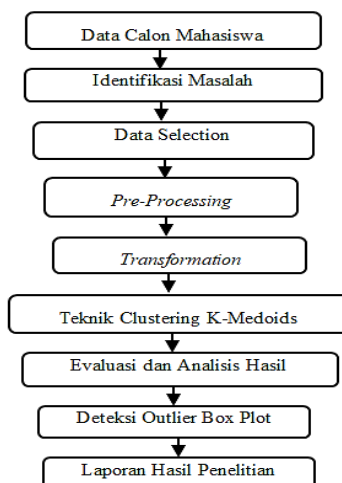 Data Calon Mahasiswa
Identifikasi Masalah
Data Selection
Pre-Processing
Transformation
Teknik Clustering K-Medoids
Evaluasi dan Analisis Hasil
Deteksi Outlier Box Plot
Laporan Hasil Penelitian